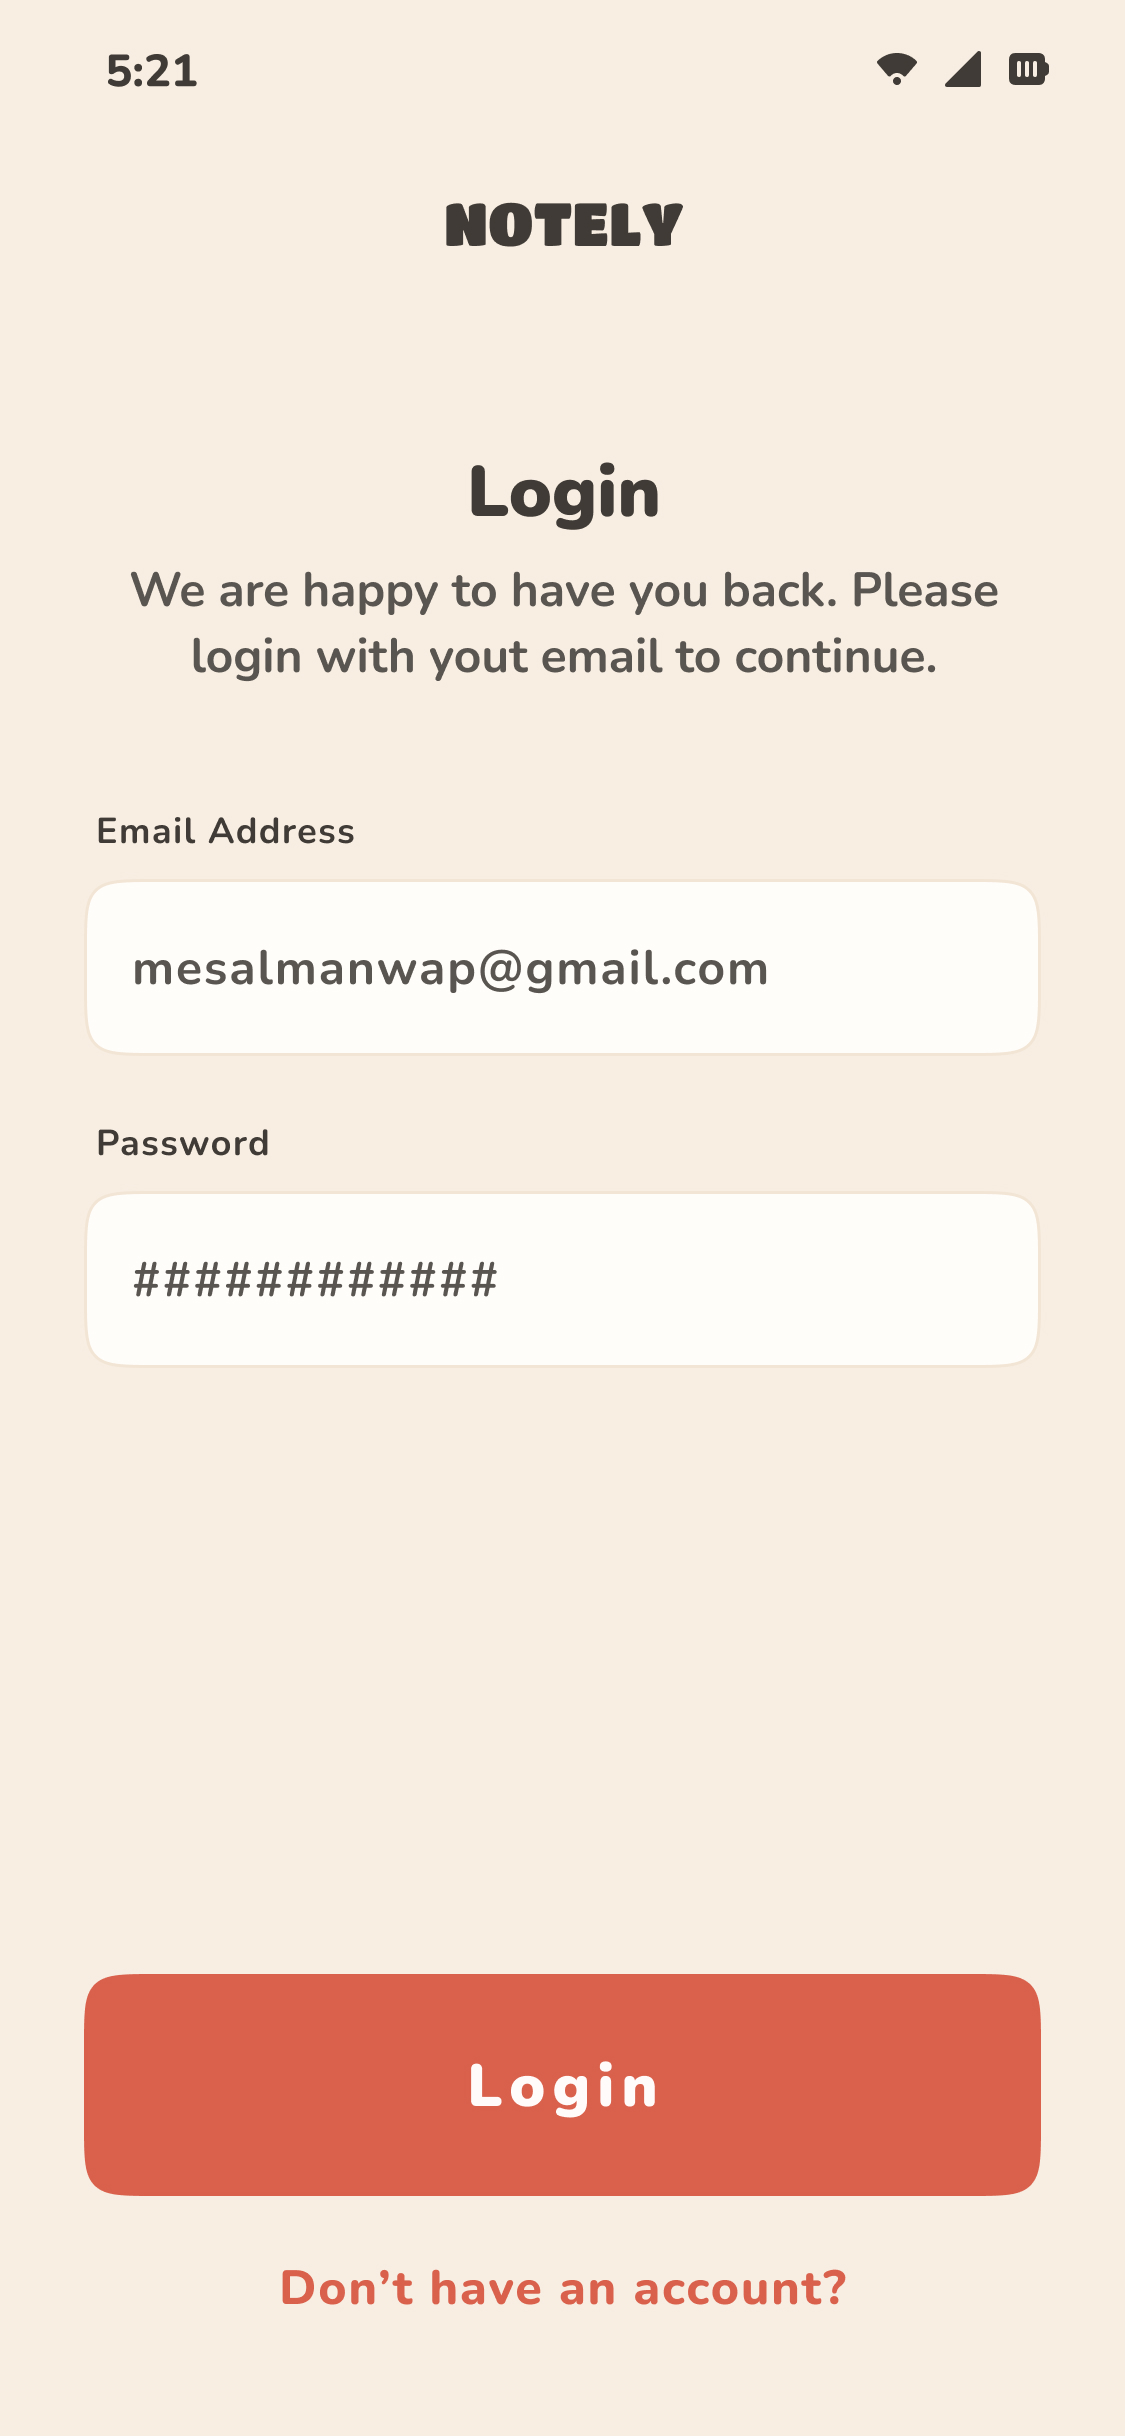 5:21
NOTELY
Login
We are happy to have you back. Please
login with yout email to continue.
Email Address
mesalmanwap@gmail.com
Password
############
Login
Don’t have an account?